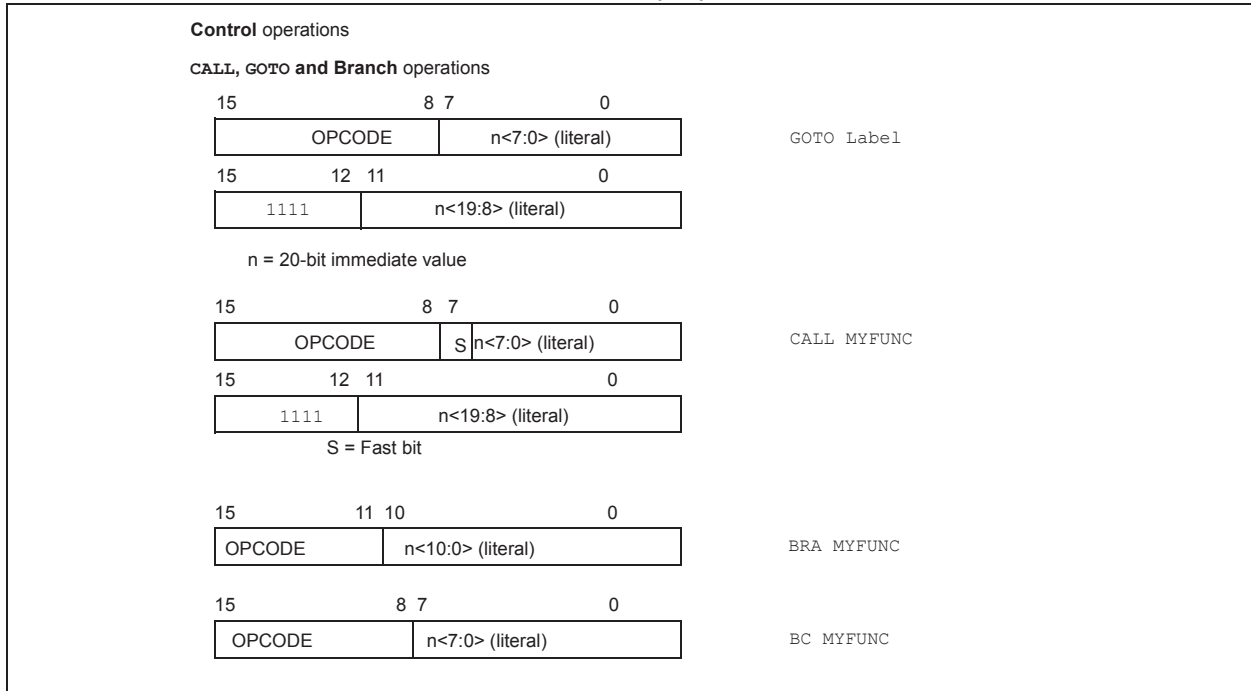 Control operations
CALL, GOTO and Branch operations
15 8 7 0
OPCODE n<7:0> (literal) GOTO Label
15 12 11 0
1111 n<19:8> (literal)
n = 20-bit immediate value
15 8 7 0
OPCODE S n<7:0> (literal) CALL MYFUNC
15 12 11 0
1111 n<19:8> (literal)
S = Fast bit
15 11 10 0
OPCODE n<10:0> (literal) BRA MYFUNC
15 8 7 0
OPCODE n<7:0> (literal) BC MYFUNC